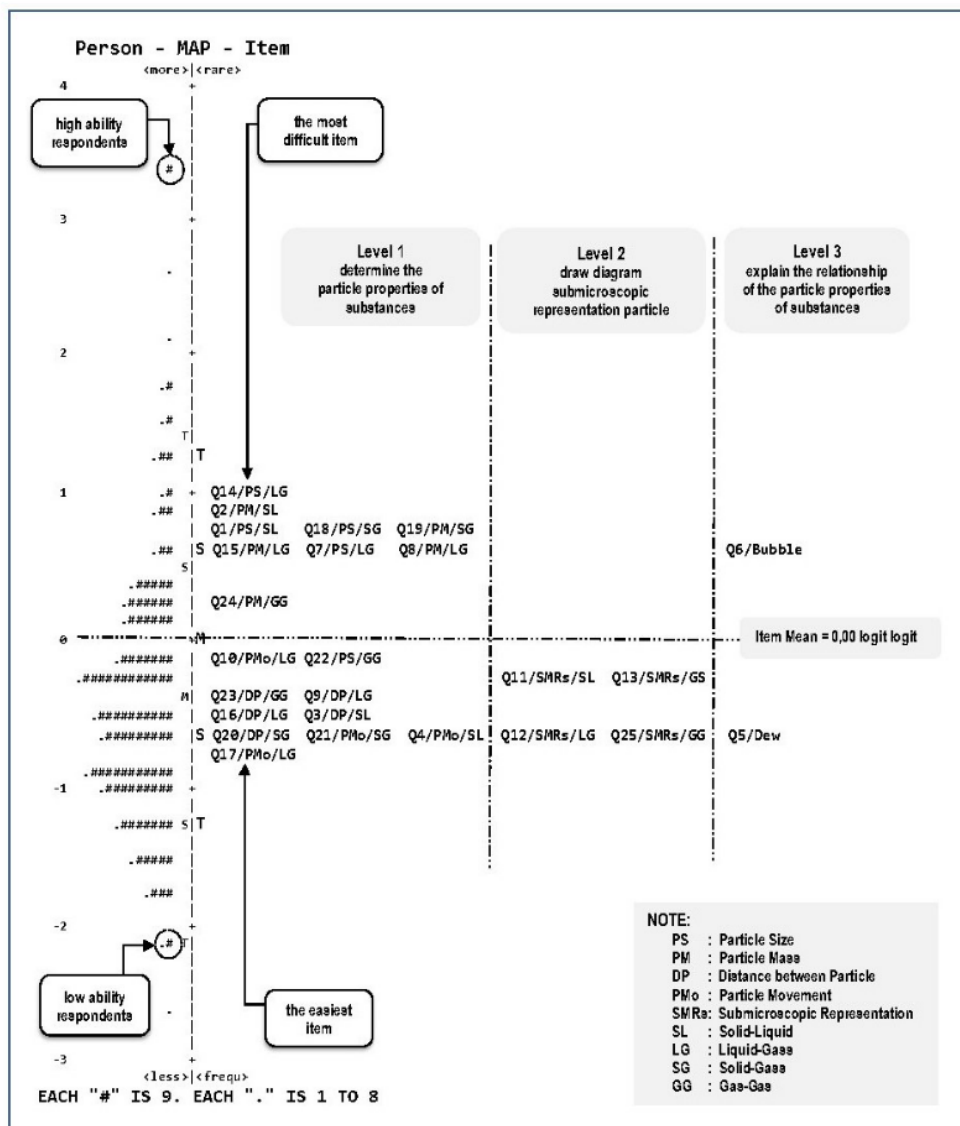 Person - MAP - Item
<more>|<rare>
4
high ability respondents
#
the most difficult item
3
Level 1
determine the
particle properties of
substances
Level 2
draw diagram
submicroscopic
representation particle
Level 3
explain the relationship
of the particle properties
of substances
.
.
2
.#
.#
T
.## T
1 .# Q14/PS/LG
.## Q2/PM/SL
Q1/PS/SL Q18/PS/SG Q19/PM/SG
.## S Q15/PM/LG Q7/PS/LG Q8/PM/LG Q6/Bubble
S
.#####
.###### Q24/PM/GG
.######
0 M Item Mean = 0,00 logit logit
.####### Q10/PMo/LG Q22/PS/GG
.############ Q11/SMRs/SL Q13/SMRs/GS
M Q23/DP/GG Q9/DP/LG
.########## Q16/DP/LG Q3/DP/SL
.######### S Q20/DP/SG Q21/PMo/SG Q4/PMo/SL Q12/SMRs/LG Q25/SMRs/GG Q5/Dew
Q17/PMo/LG
.###########
-1 .#########
.####### S T
.#####
.###
-2
.# T
low ability
respondents
the easiest
item
.
-3
<less>|<frequ>
EACH "#" IS 9. EACH "." IS 1 TO 8
NOTE:
PS : Particle Size
PM : Particle Mass
DP : Distance between Particle
PMo : Particle Movement
SMRs: Submicroscopic Representation
SL : Solid-Liquid
LG : Liquid-Gass
SG : Solid-Gass
GG : Gas-Gas